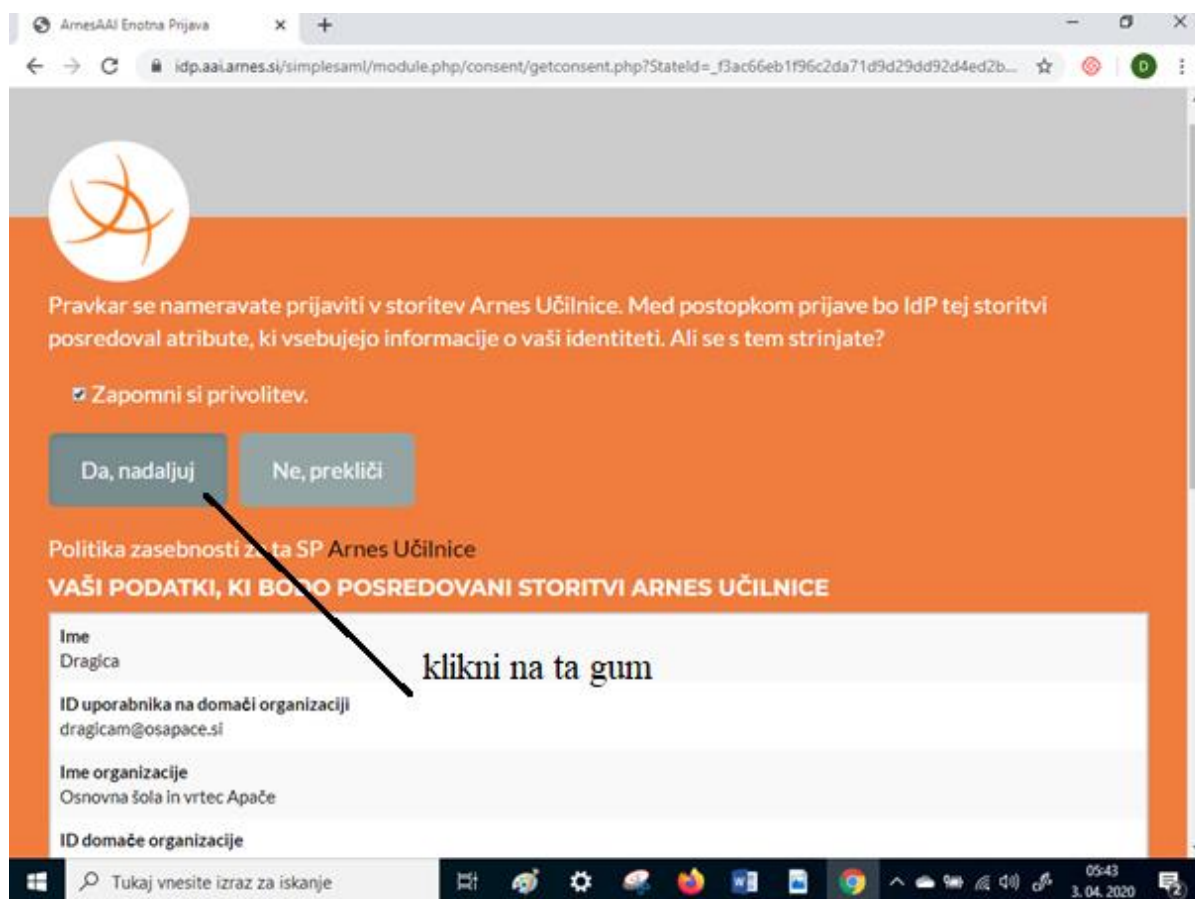 ArnesAAI Enotna Prijava
idp.aai.arnes.si/simplesaml/module.php/consent/getconsent.php?StateId=_f3ac66eb1f96c2da71d9d29dd92d4ed2b...
D
Pravkar se nameravate prijaviti v storitev Arnes Učilnice. Med postopkom prijave bo IdP tej storitvi
posredoval atribute, ki vsebujejo informacije o vaši identiteti. Ali se s tem strinjate?
Zapomni si privolitev.
Da, nadaljuj
Ne, prekliči
Politika zasebnosti za ta SP Arnes Učilnice
VAŠI PODATKI, KI BODO POSREDOVANI STORITVI ARNES UČILNICE
Ime
Dragica
klikni na ta gum
ID uporabnika na domači organizaciji
dragicam@osapace.si
Ime organizacije
Osnovna šola in vrtec Apače
ID domače organizacije
Tukaj vnesite izraz za iskanje
05:43
3. 04. 2020
2